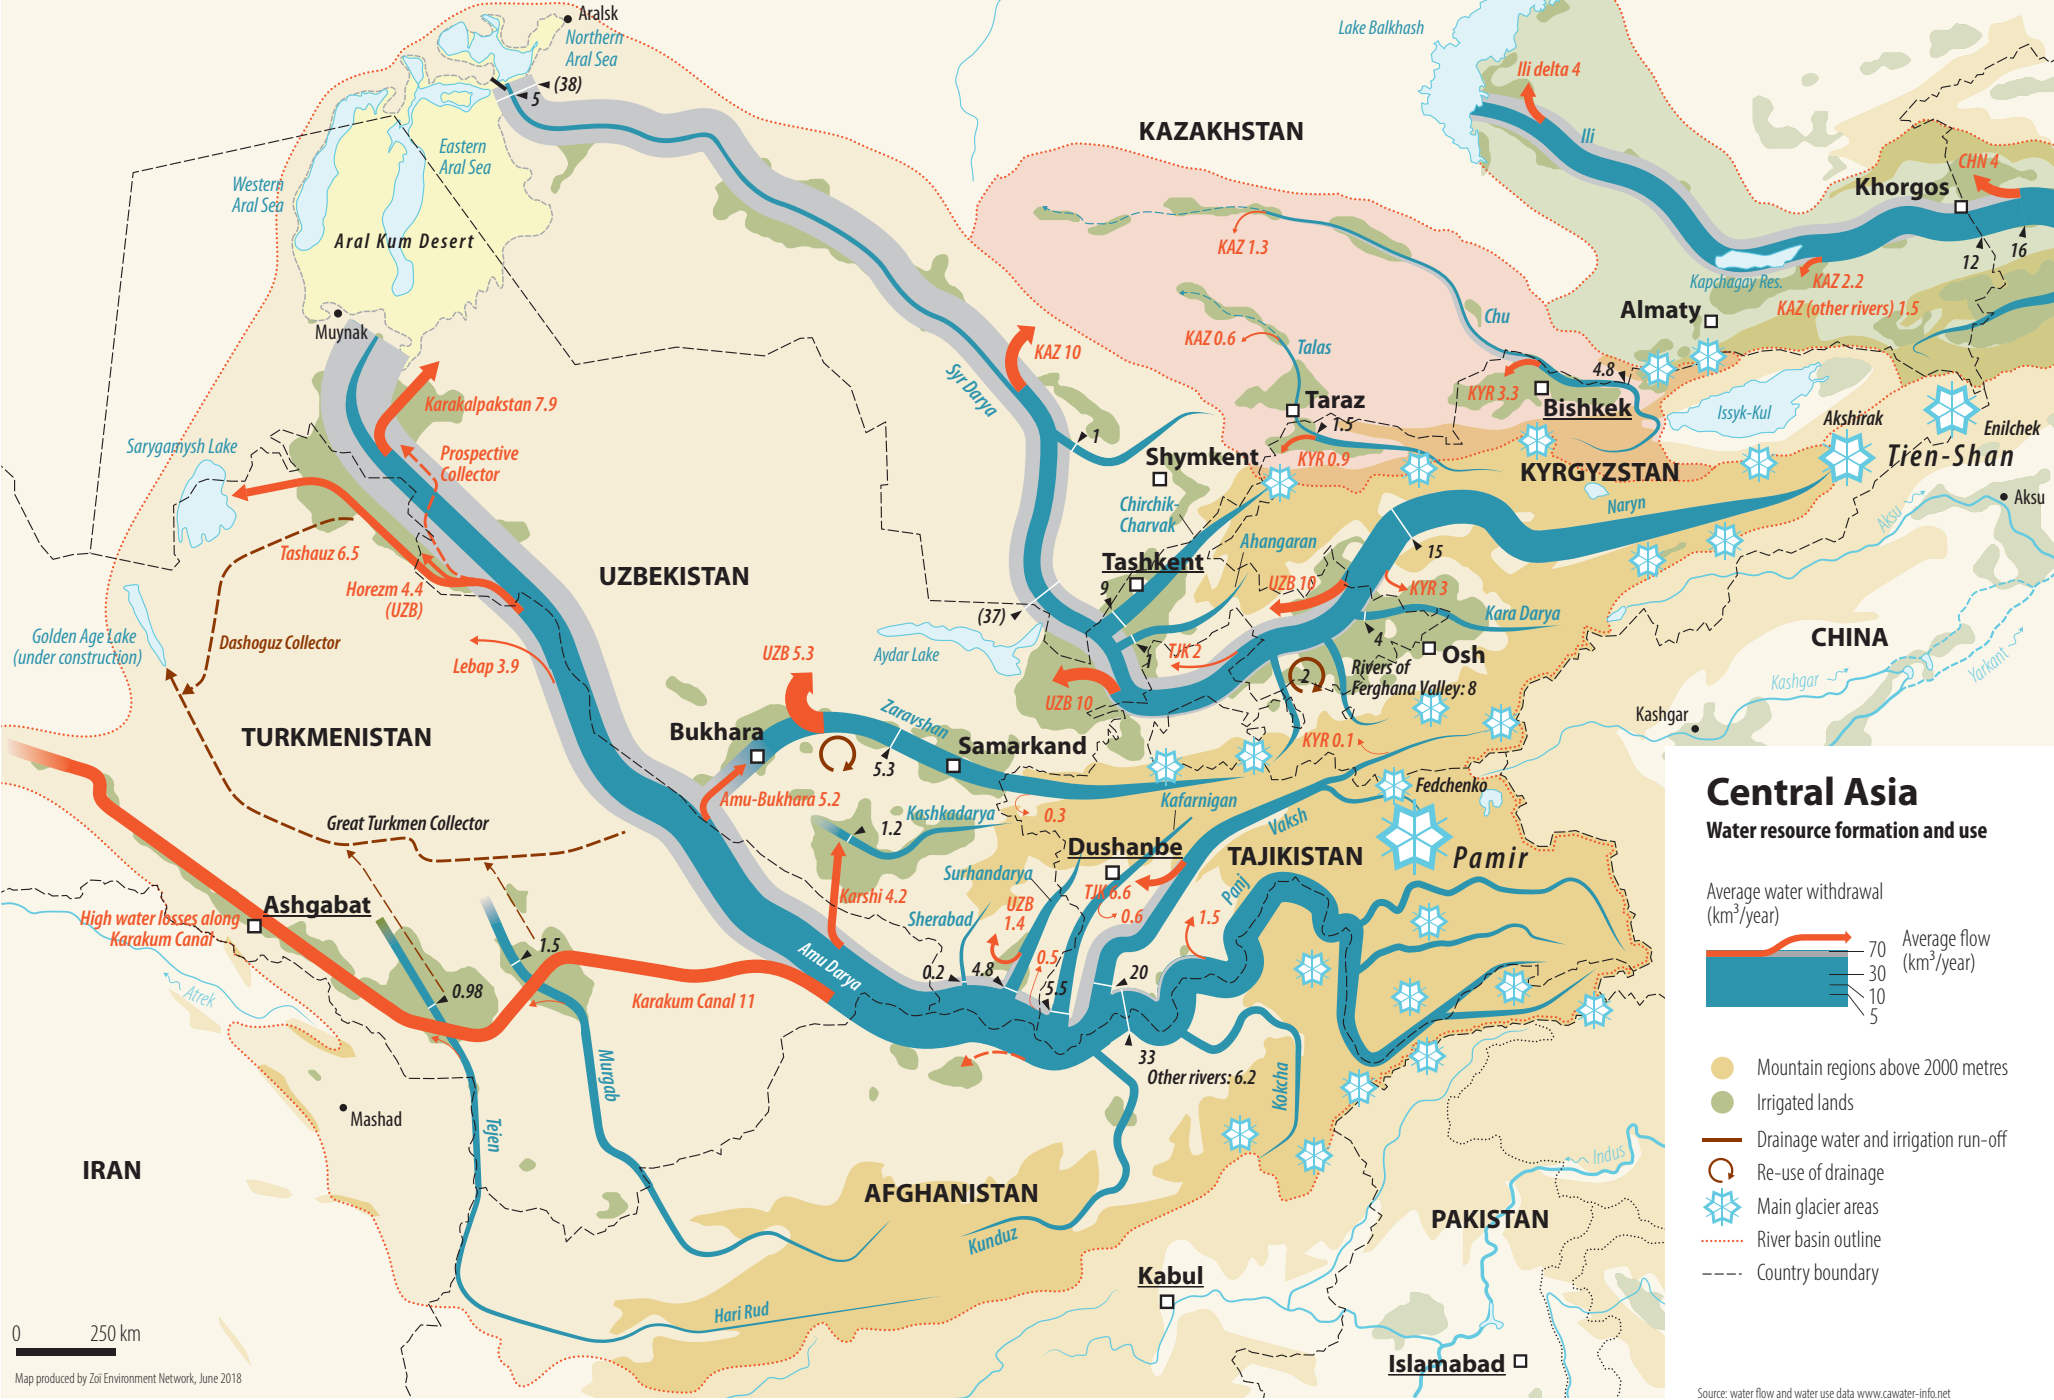 Aralsk
Northern
Aral Sea
(38)
5
Lake Balkhash
Ili delta 4
Ili
KAZAKHSTAN
Eastern
Aral Sea
Western
Aral Sea
Aral Kum Desert
CHN 4
Khorgos
12
16
KAZ 1.3
Kapchagay Res.
KAZ 2.2
KAZ (other rivers) 1.5
Almaty
Muynak
Chu
KAZ 0.6
Talas
KAZ 10
Syr Darya
4.8
KYR 3.3
Bishkek
Issyk-Kul
Akshirak
Enilchek
Tien-Shan
Taraz
1.5
KYR 0.9
KYRGYZSTAN
Karakalpakstan 7.9
Prospective
Collector
Sarygamysh Lake
1
Shymkent
Chirchik-
Charvak
Naryn
Aksu
Aksu
Ahangaran
15
Tashkent
9
UZB 10
KYR 3
Kara Darya
4
Osh
Tashauz 6.5
Horezm 4.4
(UZB)
UZBEKISTAN
(37)
CHINA
Golden Age Lake
(under construction)
Dashoguz Collector
Lebap 3.9
UZB 5.3
Aydar Lake
1
TJK 2
2
Rivers of
Ferghana Valley: 8
UZB 10
Kashgar
Yarkant
Kashgar
KYR 0.1
TURKMENISTAN
Bukhara
Zaravshan
Samarkand
5.3
Amu-Bukhara 5.2
Great Turkmen Collector
1.2
Kashkadarya
0.3
Kafarnigan
Vaksh
Fedchenko
Pamir
Dushanbe
TAJIKISTAN
Surhandarya
TJK 6.6
0.6
Panj
1.5
Karshi 4.2
UZB
1.4
Sherabad
0.5
0.2
4.8
5.5
20
High water losses along
Karakum Canal
Ashgabat
1.5
0.98
Karakum Canal 11
Amu Darya
Atrek
33
Other rivers: 6.2
Kokcha
Murgab
Tejen
Mashad
IRAN
AFGHANISTAN
Kunduz
Hari Rud
Kabul
PAKISTAN
Indus
Islamabad
0 250 km
Map produced by Zoï Environment Network, June 2018
Central Asia
Water resource formation and use
Average water withdrawal
(km³/year)
Average flow
(km³/year)
70
30
10
5
Mountain regions above 2000 metres
Irrigated lands
Drainage water and irrigation run-off
Re-use of drainage
Main glacier areas
River basin outline
Country boundary
Source: water flow and water use data www.cawater-info.net